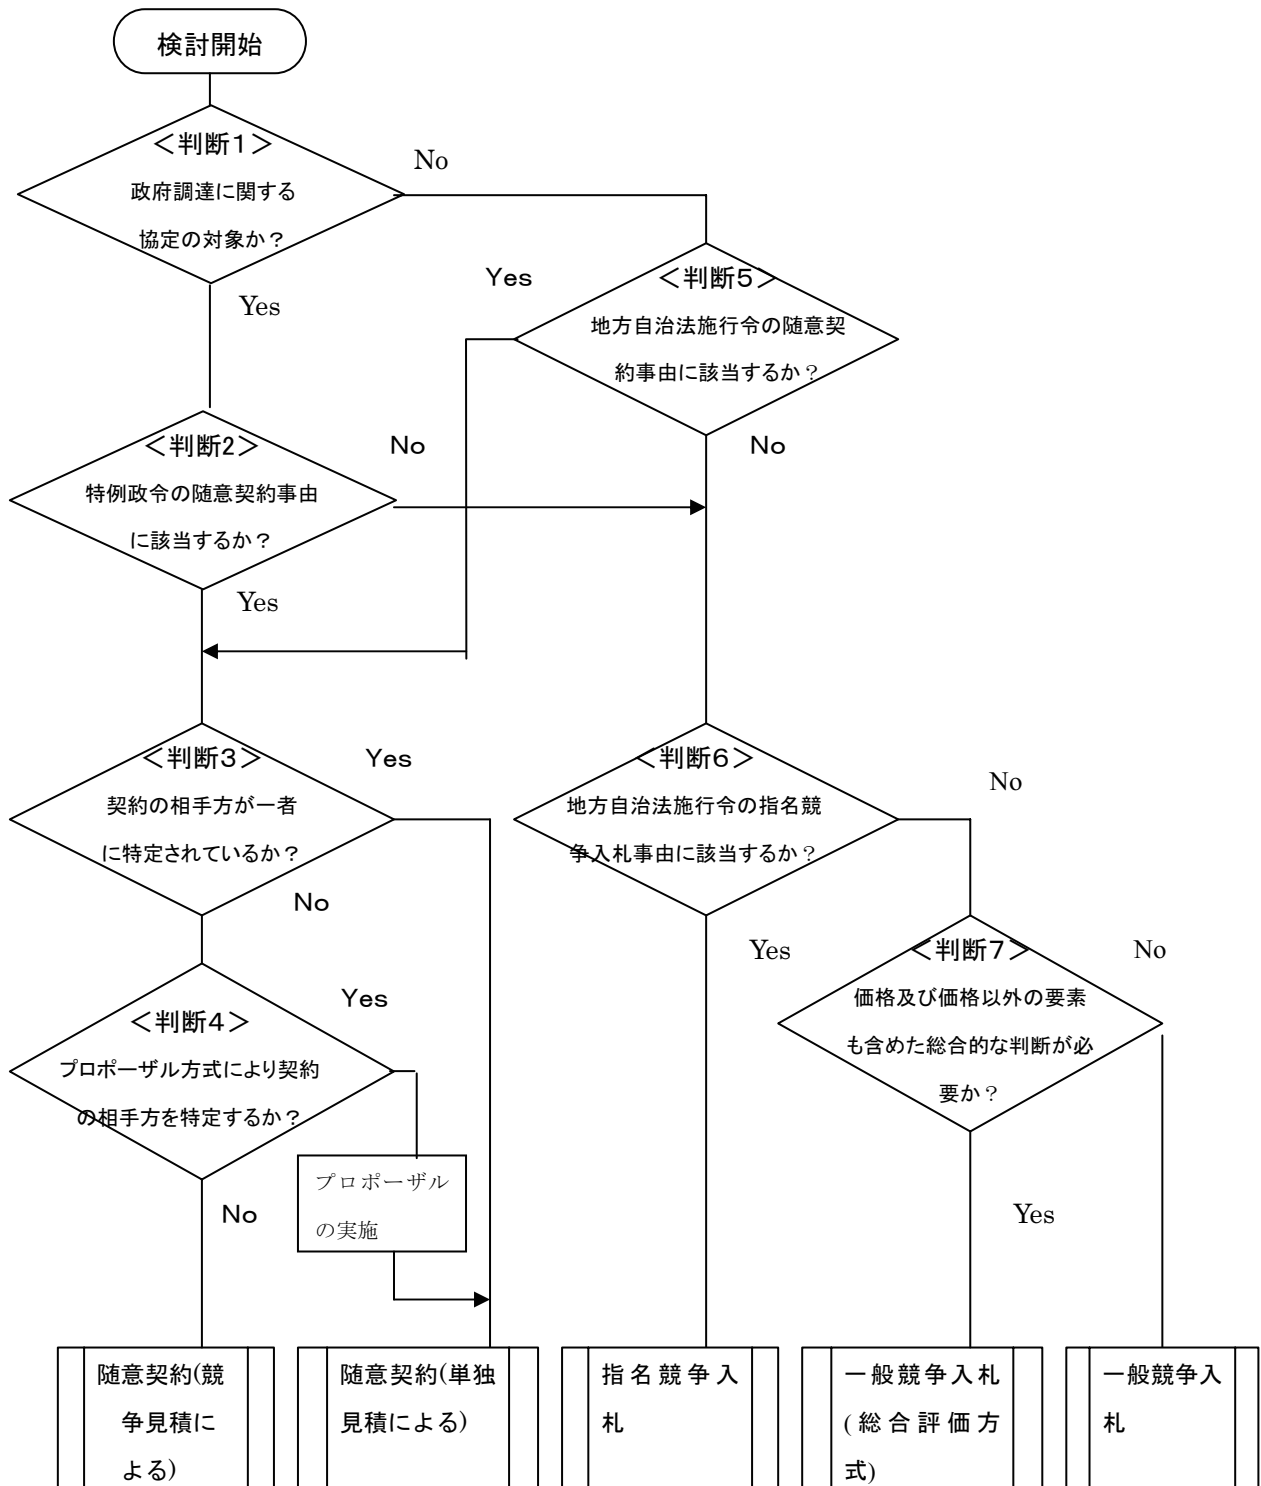 検討開始
＜判断１＞
政府調達に関する
協定の対象か？
No
Yes
＜判断５＞
地方自治法施行令の随意契
約事由に該当するか？
Yes
No
＜判断2＞
特例政令の随意契約事由
に該当するか？
No
Yes
＜判断３＞
契約の相手方が一者
に特定されているか？
Yes
No
＜判断６＞
地方自治法施行令の指名競
争入札事由に該当するか？
No
Yes
＜判断７＞
価格及び価格以外の要素
も含めた総合的な判断が必
要か？
No
Yes
＜判断４＞
プロポーザル方式により契約
の相手方を特定するか？
Yes
No
プロポーザル
の実施
随意契約(競
争見積に
よる)
随意契約(単独
見積による)
指名競争入
札
一般競争入札
(総合評価方
式)
一般競争入
札